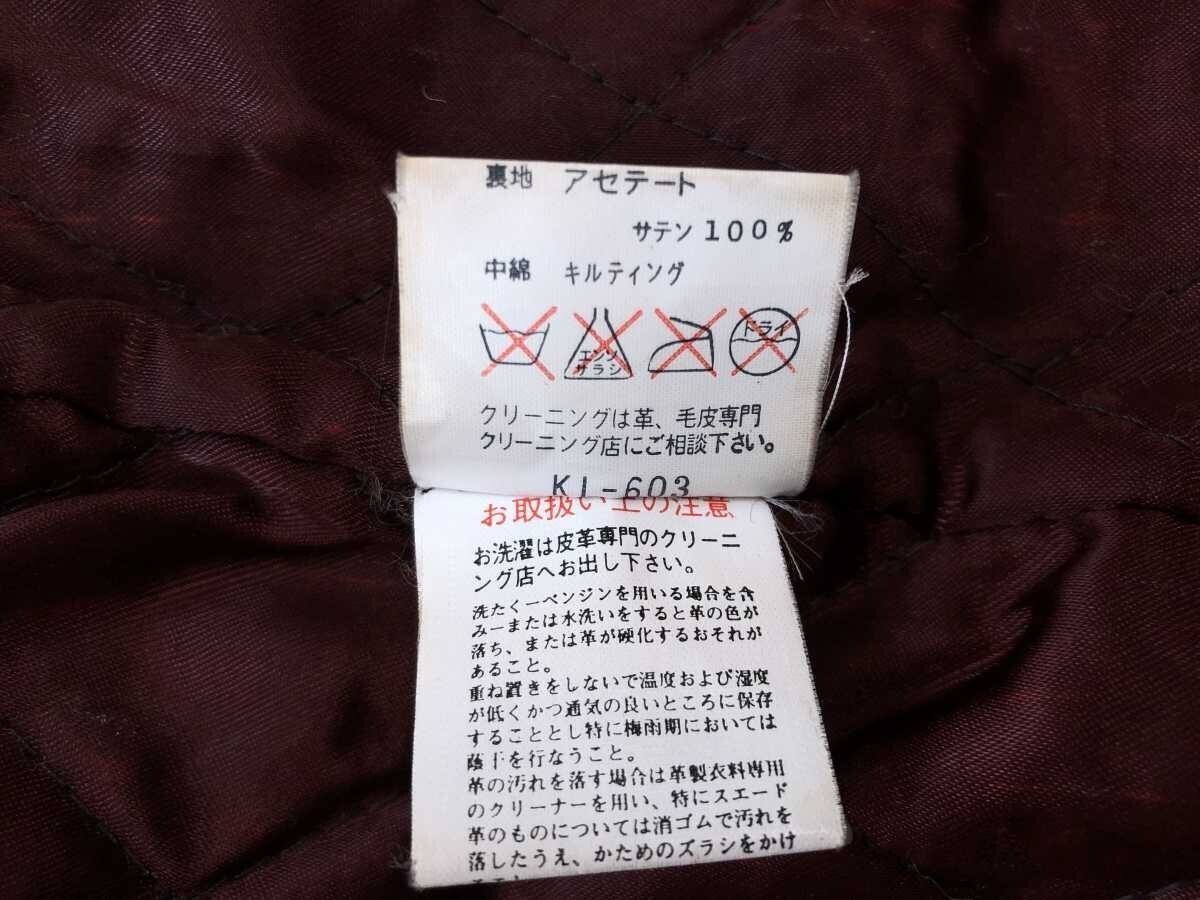 裏地 アセテート
サテン 100%
中綿 キルティング
エンソ
サラシ
ドライ
クリーニングは革、毛皮専門
クリーニング店にご相談下さい。
KI-603
お取扱い上の注意
お洗濯は皮革専門のクリーニ
ング店へお出し下さい。
洗たくーベンジンを用いる場合を含
みーまたは水洗いをすると革の色が
落ち、または革が硬化するおそれが
あること。
重ね置きをしないで温度および湿度
が低くかつ通気の良いところに保存
することとし特に梅雨期においては
蔭干を行なうこと。
革の汚れを落す場合は革製衣料専用
のクリーナーを用い、特にスエード
革のものについては消ゴムで汚れを
落したうえ、かためのズラシをかけ